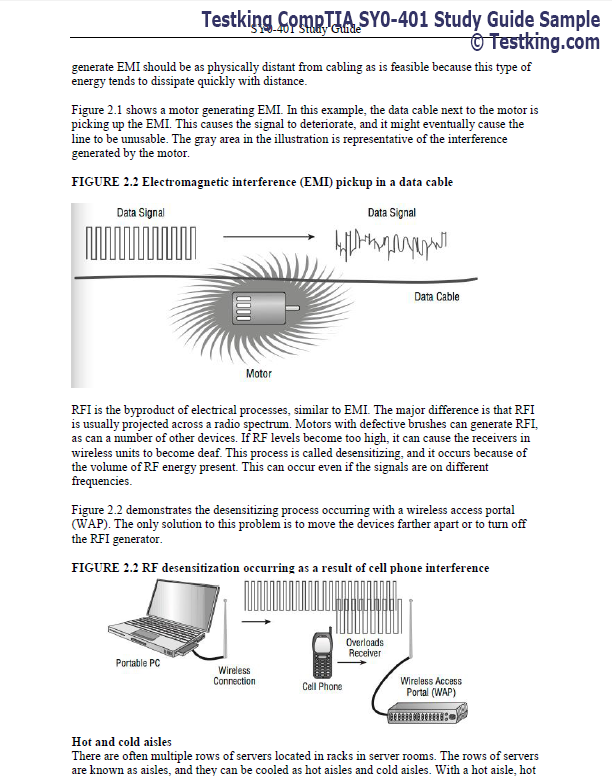 Testking CompTIA SY0-401 Study Guide Sample
SY0-401 Study Guide
© Testking.com
generate EMI should be as physically distant from cabling as is feasible because this type of
energy tends to dissipate quickly with distance.
Figure 2.1 shows a motor generating EMI. In this example, the data cable next to the motor is
picking up the EMI. This causes the signal to deteriorate, and it might eventually cause the
line to be unusable. The gray area in the illustration is representative of the interference
generated by the motor.
FIGURE 2.2 Electromagnetic interference (EMI) pickup in a data cable
Data Signal
Data Signal
Data Cable
Motor
RFI is the byproduct of electrical processes, similar to EMI. The major difference is that RFI
is usually projected across a radio spectrum. Motors with defective brushes can generate RFI,
as can a number of other devices. If RF levels become too high, it can cause the receivers in
wireless units to become deaf. This process is called desensitizing, and it occurs because of
the volume of RF energy present. This can occur even if the signals are on different
frequencies.
Figure 2.2 demonstrates the desensitizing process occurring with a wireless access portal
(WAP). The only solution to this problem is to move the devices farther apart or to turn off
the RFI generator.
FIGURE 2.2 RF desensitization occurring as a result of cell phone interference
Overloads
Receiver
Portable PC
Wireless
Connection
Cell Phone
Wireless Access
Portal (WAP)
Hot and cold aisles
There are often multiple rows of servers located in racks in server rooms. The rows of servers
are known as aisles, and they can be cooled as hot aisles and cold aisles. With a hot aisle, hot